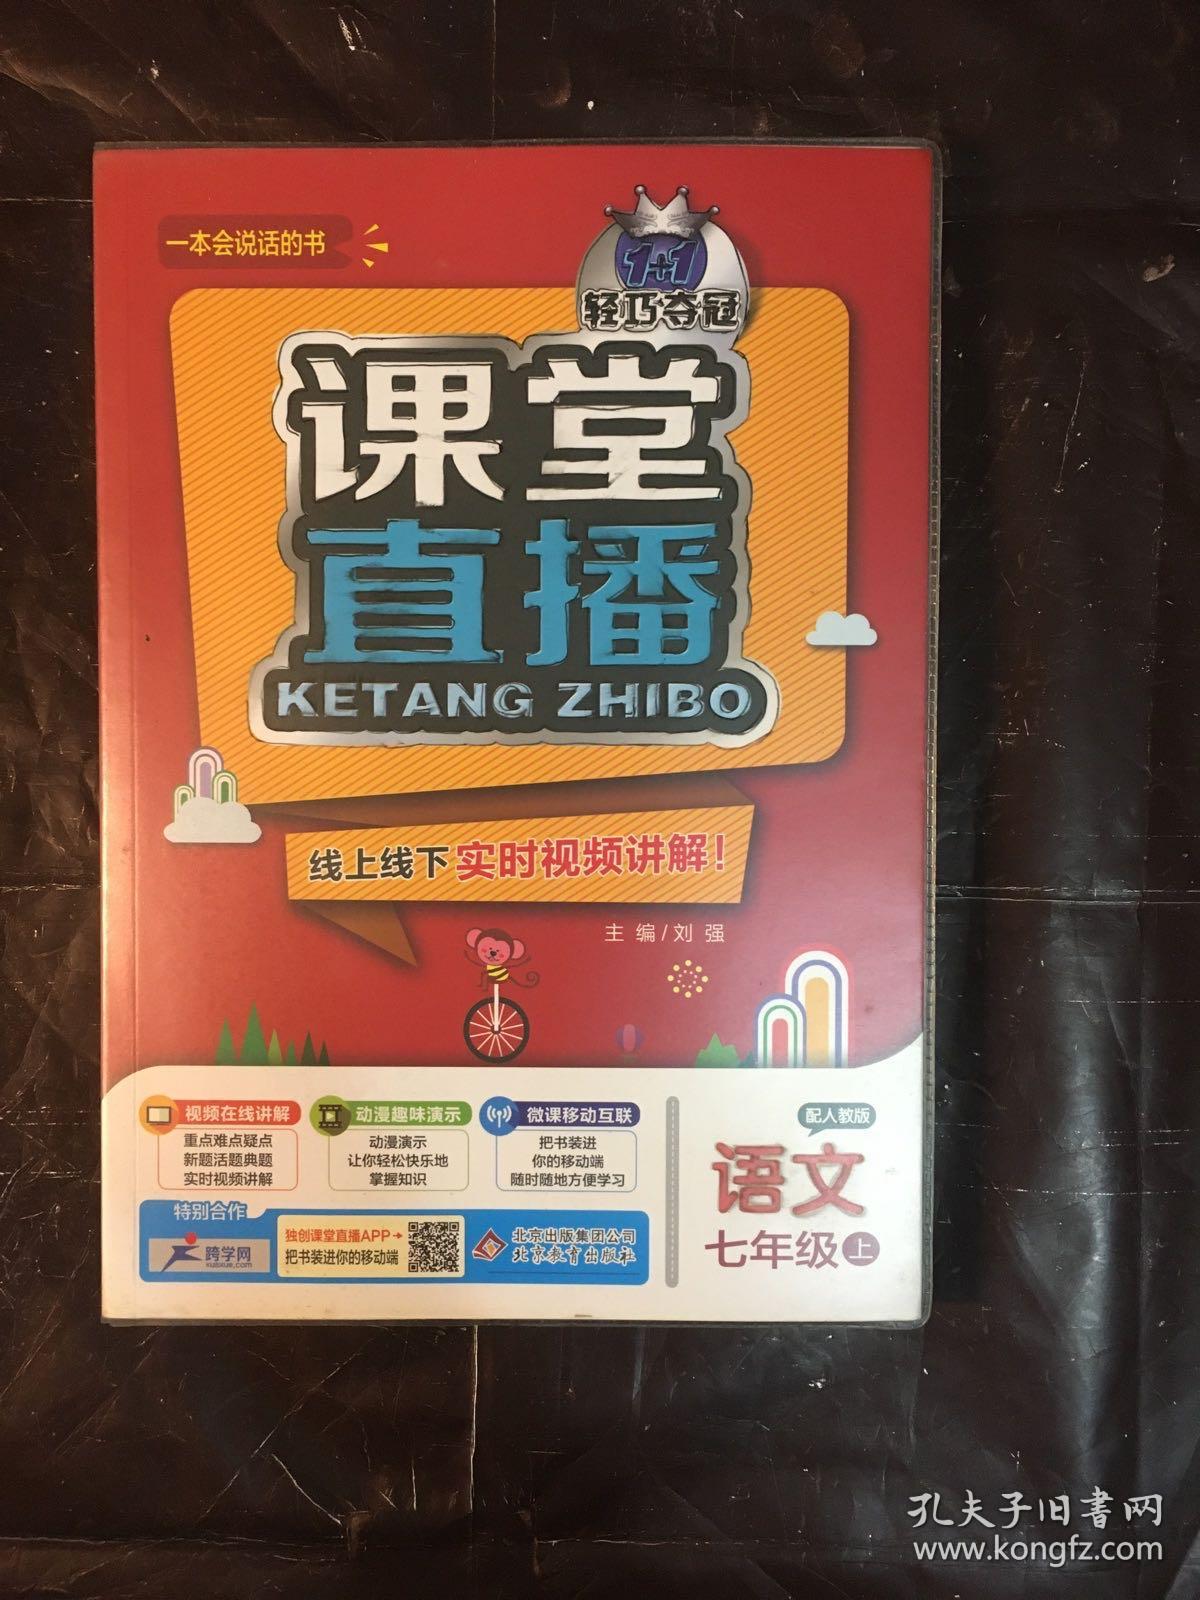 一本会说话的书
1+1
轻巧夺冠
课堂
直播
KETANG ZHIBO
线上线下 实时视频讲解！
主 编/刘 强
视频在线讲解
重点难点疑点
新题活题典题
实时视频讲解
动漫趣味演示
动漫演示
让你轻松快乐地
掌握知识
微课移动互联
把书装进
你的移动端
随时随地方便学习
配人教版
语文
七年级 上
特别合作
跨学网
kuaxue.com
独创课堂直播APP→
把书装进你的移动端
北京出版集团公司
北京教育出版社
孔夫子旧书网
www.kongfz.com